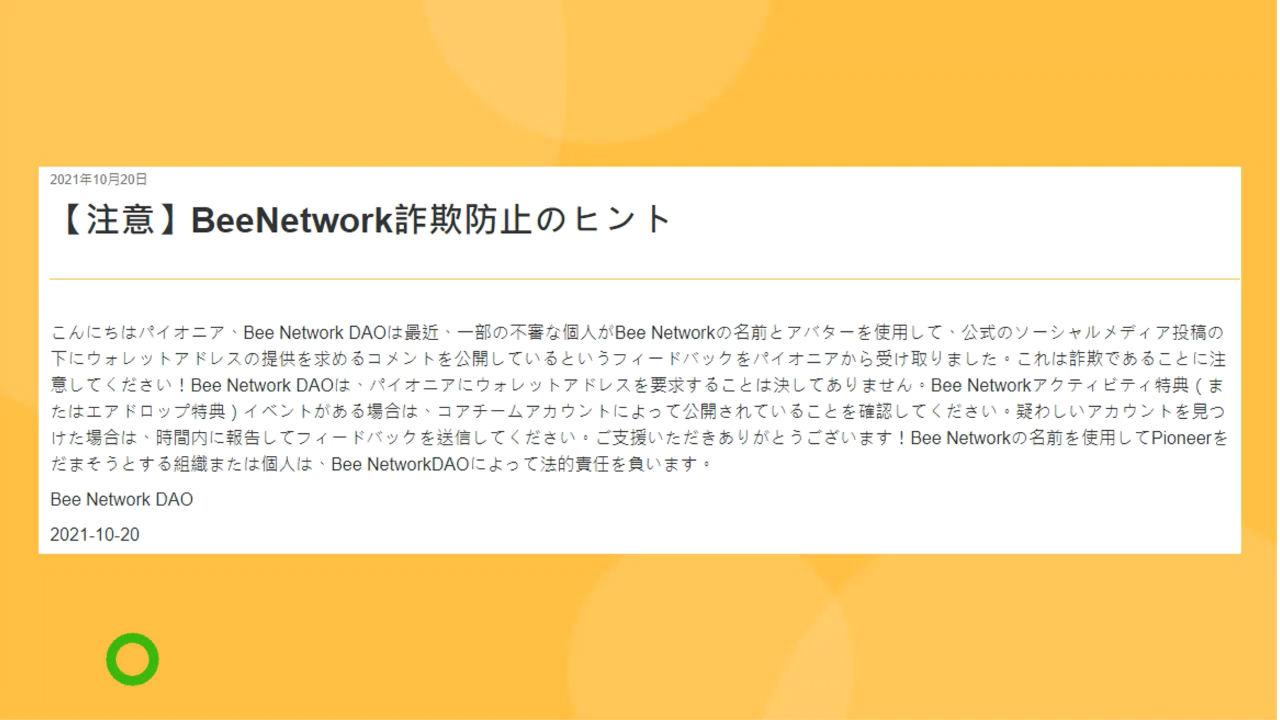 2021年10月20日
【注意】BeeNetwork詐欺防止のヒント
こんにちはパイオニア、Bee Network DAOは最近、一部の不審な個人がBee Networkの名前とアバターを使用して、公式のソーシャルメディア投稿の
下にウォレットアドレスの提供を求めるコメントを公開しているというフィードバックをパイオニアから受け取りました。これは詐欺であることに注
意してください！Bee Network DAOは、パイオニアにウォレットアドレスを要求することは決してありません。Bee Networkアクティビティ特典（ま
たはエアドロップ特典）イベントがある場合は、コアチームアカウントによって公開されていることを確認してください。疑わしいアカウントを見つ
けた場合は、時間内に報告してフィードバックを送信してください。ご支援いただきありがとうございます！Bee Networkの名前を使用してPioneerを
だまそうとする組織または個人は、Bee NetworkDAOによって法的責任を負います。
Bee Network DAO
2021-10-20